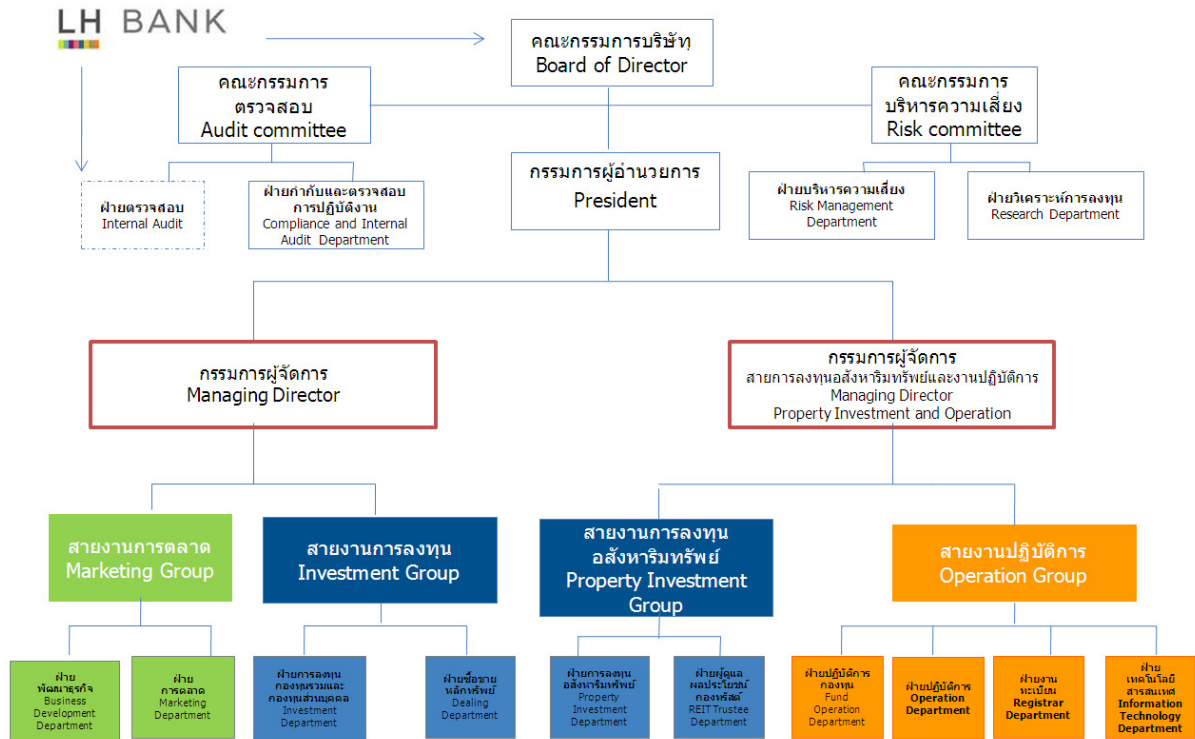 LH BANK
คณะกรรมการบริษัท
Board of Director
คณะกรรมการ
ตรวจสอบ
Audit committee
คณะกรรมการ
บริหารความเสี่ยง
Risk committee
กรรมการผู้อำนวยการ
President
ฝ่ายตรวจสอบ
Internal Audit
ฝ่ายกำกับและตรวจสอบ
การปฏิบัติงาน
Compliance and Internal
Audit Department
ฝ่ายบริหารความเสี่ยง
Risk Management
Department
ฝ่ายวิเคราะห์การลงทุน
Research Department
กรรมการผู้จัดการ
Managing Director
กรรมการผู้จัดการ
สายการลงทุนอสังหาริมทรัพย์และงานปฏิบัติการ
Managing Director
Property Investment and Operation
สายงานการตลาด
Marketing Group
สายงานการลงทุน
Investment Group
สายงานการลงทุน
อสังหาริมทรัพย์
Property Investment
Group
สายงานปฏิบัติการ
Operation Group
ฝ่าย
พัฒนาธุรกิจ
Business
Development
Department
ฝ่าย
การตลาด
Marketing
Department
ฝ่ายการลงทุน
กองทุนรวมและ
กองทุนส่วนบุคคล
Investment
Department
ฝ่ายซื้อขาย
หลักทรัพย์
Dealing
Department
ฝ่ายการลงทุน
อสังหาริมทรัพย์
Property
Investment
Department
ฝ่ายผู้ดูแล
ผลประโยชน์
กองทรัสต์
REIT Trustee
Department
ฝ่ายปฏิบัติการ
กองทุน
Fund
Operation
Department
ฝ่ายปฏิบัติการ
Operation
Department
ฝ่ายงาน
ทะเบียน
Registrar
Department
ฝ่าย
เทคโนโลยี
สารสนเทศ
Information
Technology
Department